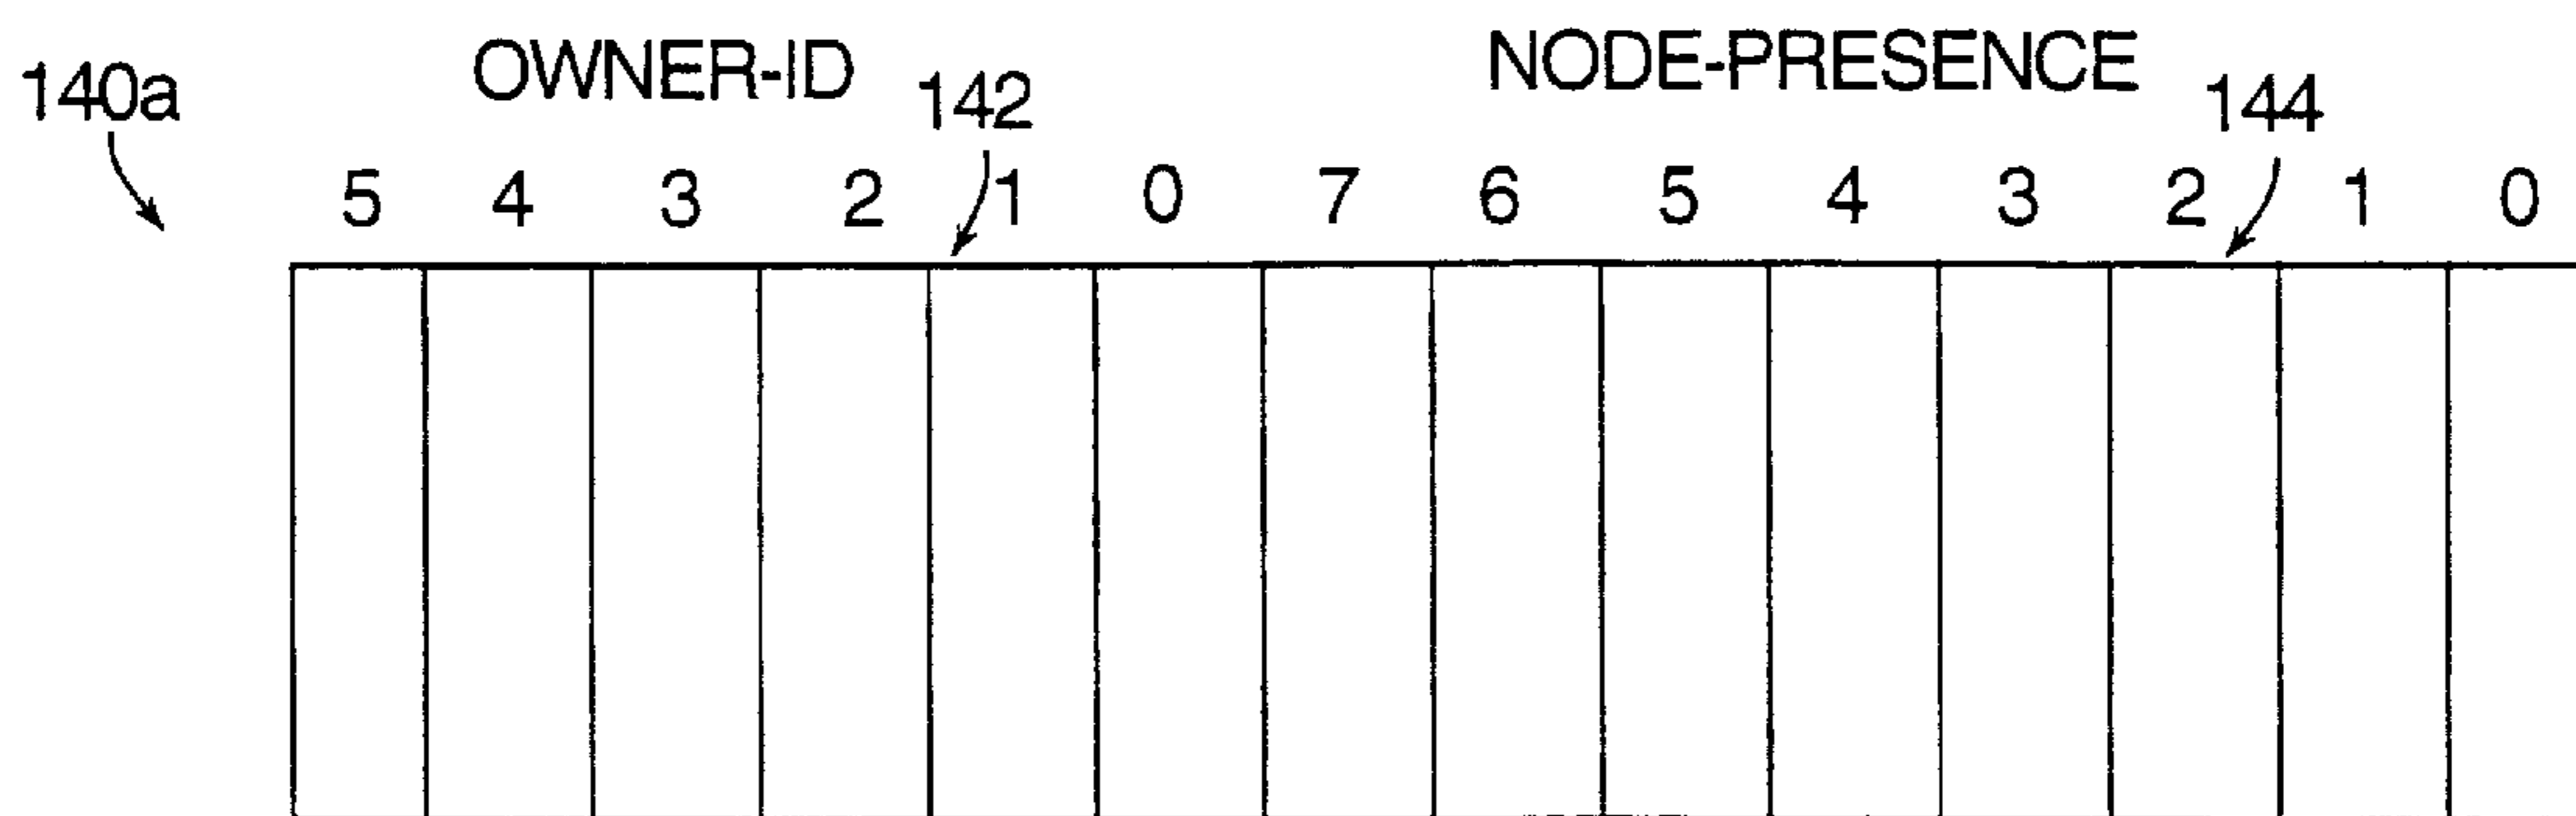 140a
OWNER-ID
142
NODE-PRESENCE
144
5 4 3 2 1 0 7 6 5 4 3 2 1 0